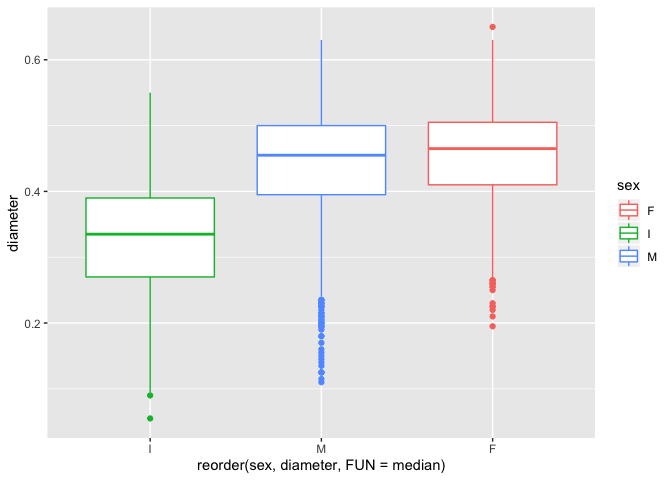 diameter
0.6
0.4
0.2
I
M
F
reorder(sex, diameter, FUN = median)
sex
F
I
M